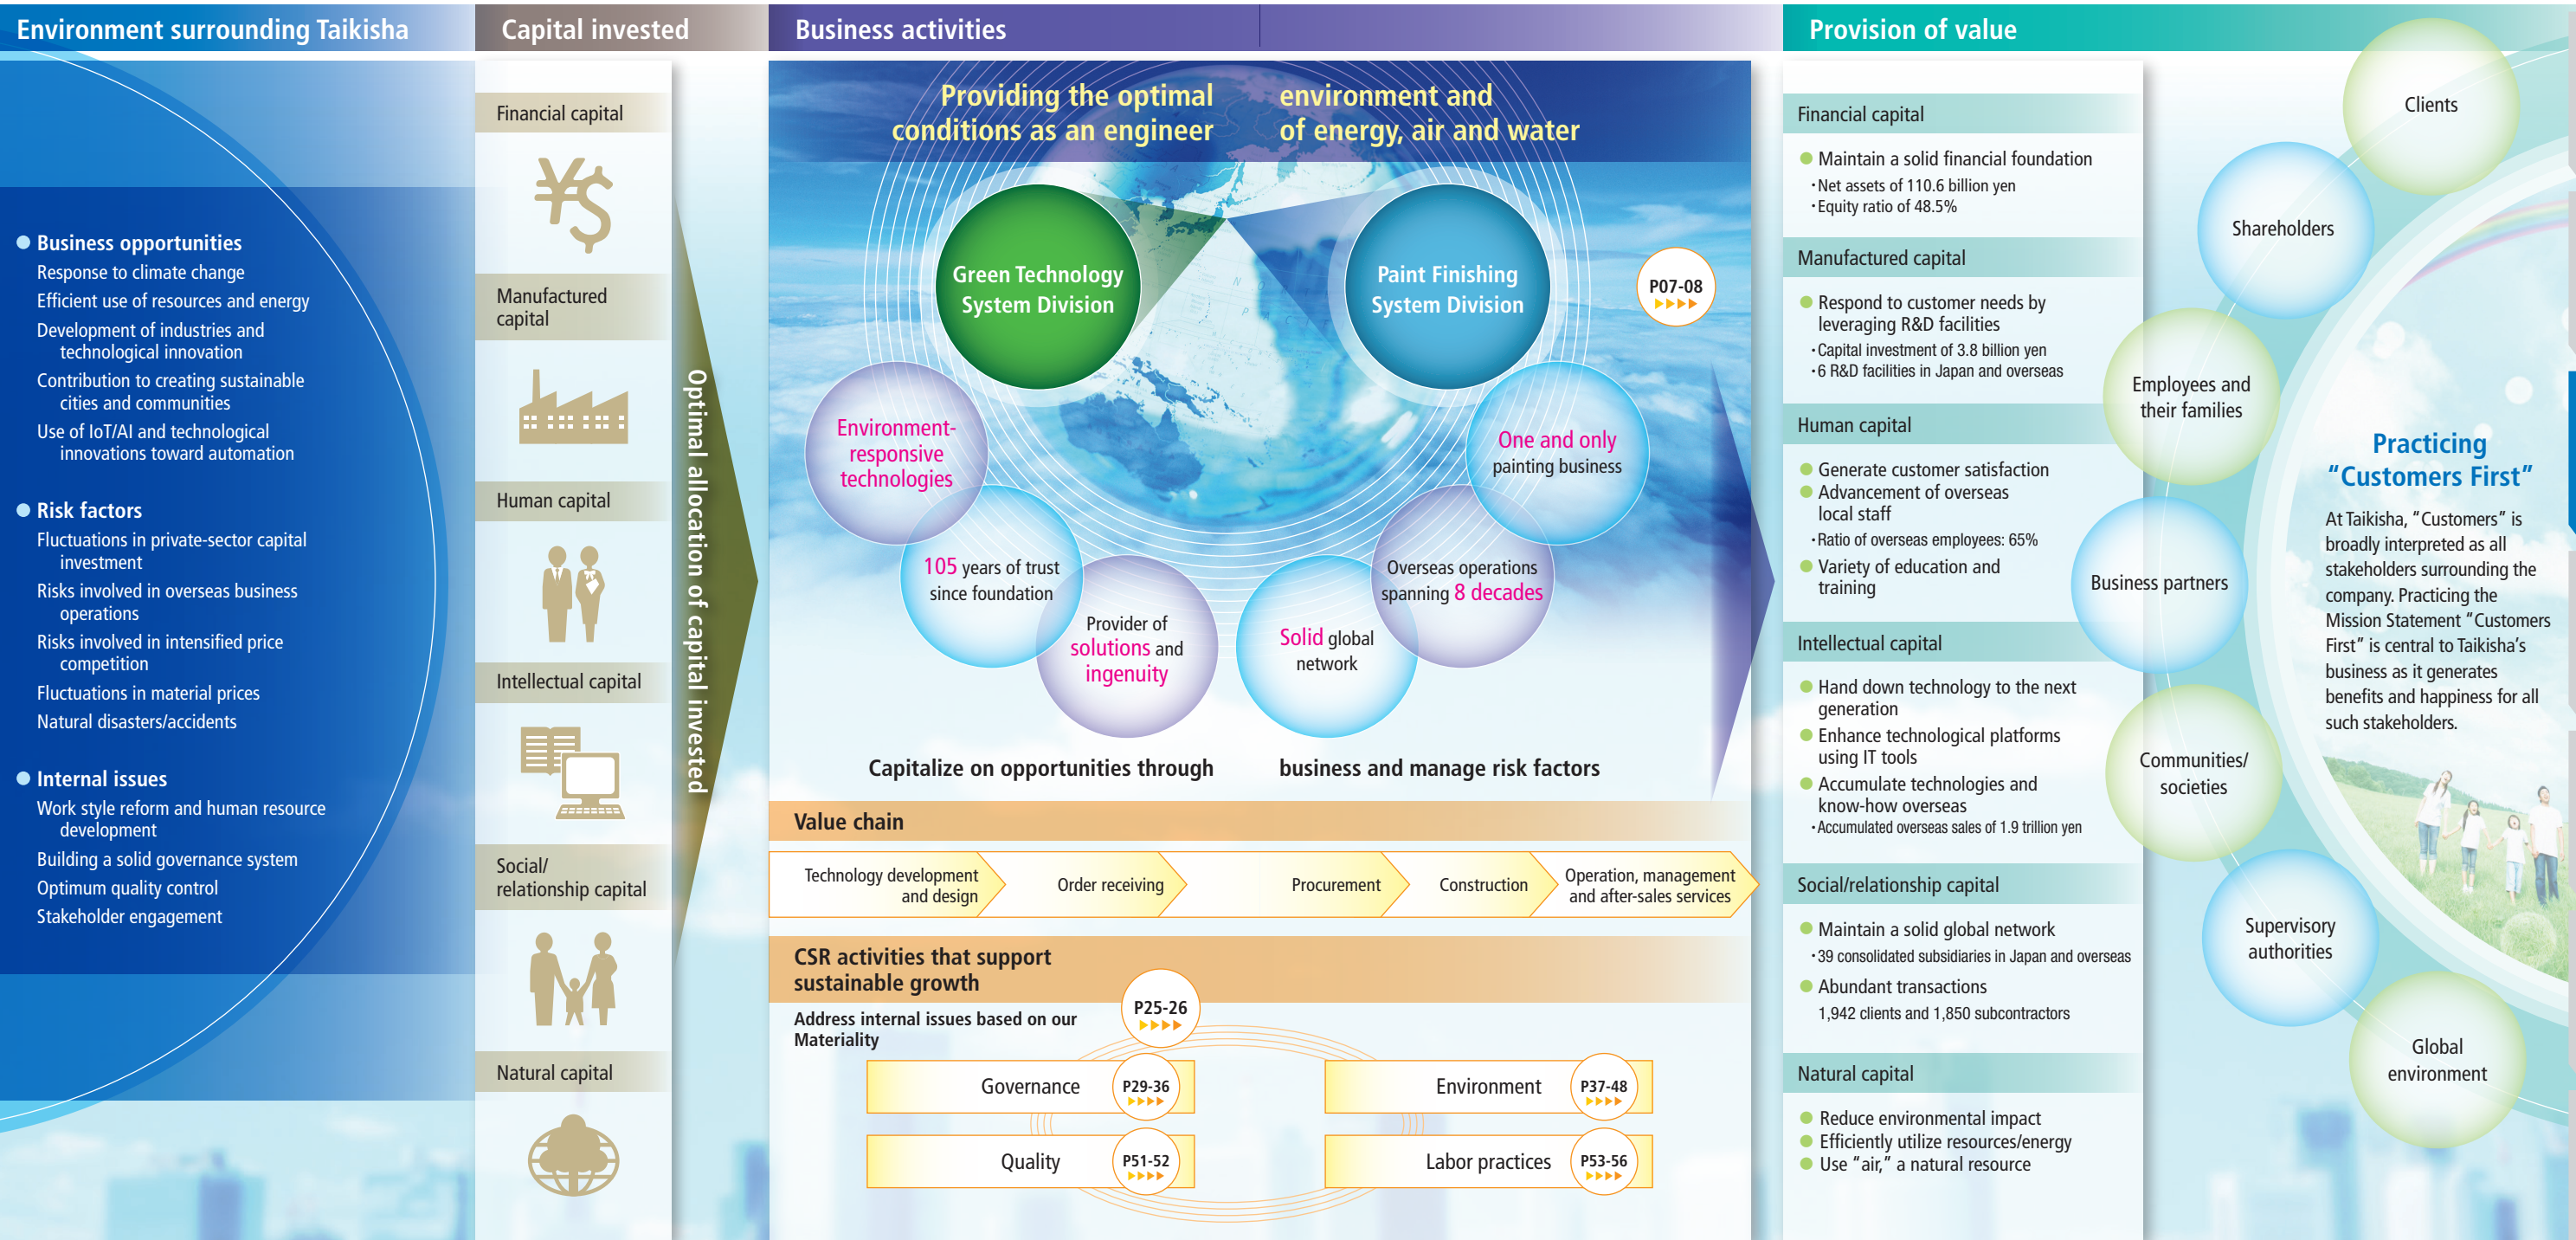 Environment surrounding Taikisha
Business opportunities
Response to climate change
Efficient use of resources and energy
Development of industries and
technological innovation
Contribution to creating sustainable
cities and communities
Use of IoT/AI and technological
innovations toward automation
Risk factors
Fluctuations in private-sector capital
investment
Risks involved in overseas business
operations
Risks involved in intensified price
competition
Fluctuations in material prices
Natural disasters/accidents
Internal issues
Work style reform and human resource
development
Building a solid governance system
Optimum quality control
Stakeholder engagement
Capital invested
Financial capital
¥$
Manufactured
capital
Human capital
Intellectual capital
Social/
relationship capital
Natural capital
Optimal allocation of capital invested
Business activities
Providing the optimal environment and
conditions as an engineer of energy, air and water
Green Technology
System Division
Paint Finishing
System Division
P07-08
Environment-
responsive
technologies
105 years of trust
since foundation
Provider of
solutions and
ingenuity
Solid global
network
Overseas operations
spanning 8 decades
One and only
painting business
Capitalize on opportunities through business and manage risk factors
Value chain
Technology development
and design
Order receiving
Procurement
Construction
Operation, management
and after-sales services
CSR activities that support
sustainable growth
P25-26
Address internal issues based on our
Materiality
Governance P29-36
Environment P37-48
Quality P51-52
Labor practices P53-56
Provision of value
Financial capital
Maintain a solid financial foundation
・Net assets of 110.6 billion yen
・Equity ratio of 48.5%
Manufactured capital
Respond to customer needs by
leveraging R&D facilities
・Capital investment of 3.8 billion yen
・6 R&D facilities in Japan and overseas
Human capital
Generate customer satisfaction
Advancement of overseas
local staff
・Ratio of overseas employees: 65%
Variety of education and
training
Intellectual capital
Hand down technology to the next
generation
Enhance technological platforms
using IT tools
Accumulate technologies and
know-how overseas
・Accumulated overseas sales of 1.9 trillion yen
Social/relationship capital
Maintain a solid global network
・39 consolidated subsidiaries in Japan and overseas
Abundant transactions
1,942 clients and 1,850 subcontractors
Natural capital
Reduce environmental impact
Efficiently utilize resources/energy
Use “air,” a natural resource
Clients
Shareholders
Employees and
their families
Business partners
Communities/
societies
Supervisory
authorities
Global
environment
Practicing
“Customers First”
At Taikisha, “Customers” is
broadly interpreted as all
stakeholders surrounding the
company. Practicing the
Mission Statement “Customers
First” is central to Taikisha’s
business as it generates
benefits and happiness for all
such stakeholders.